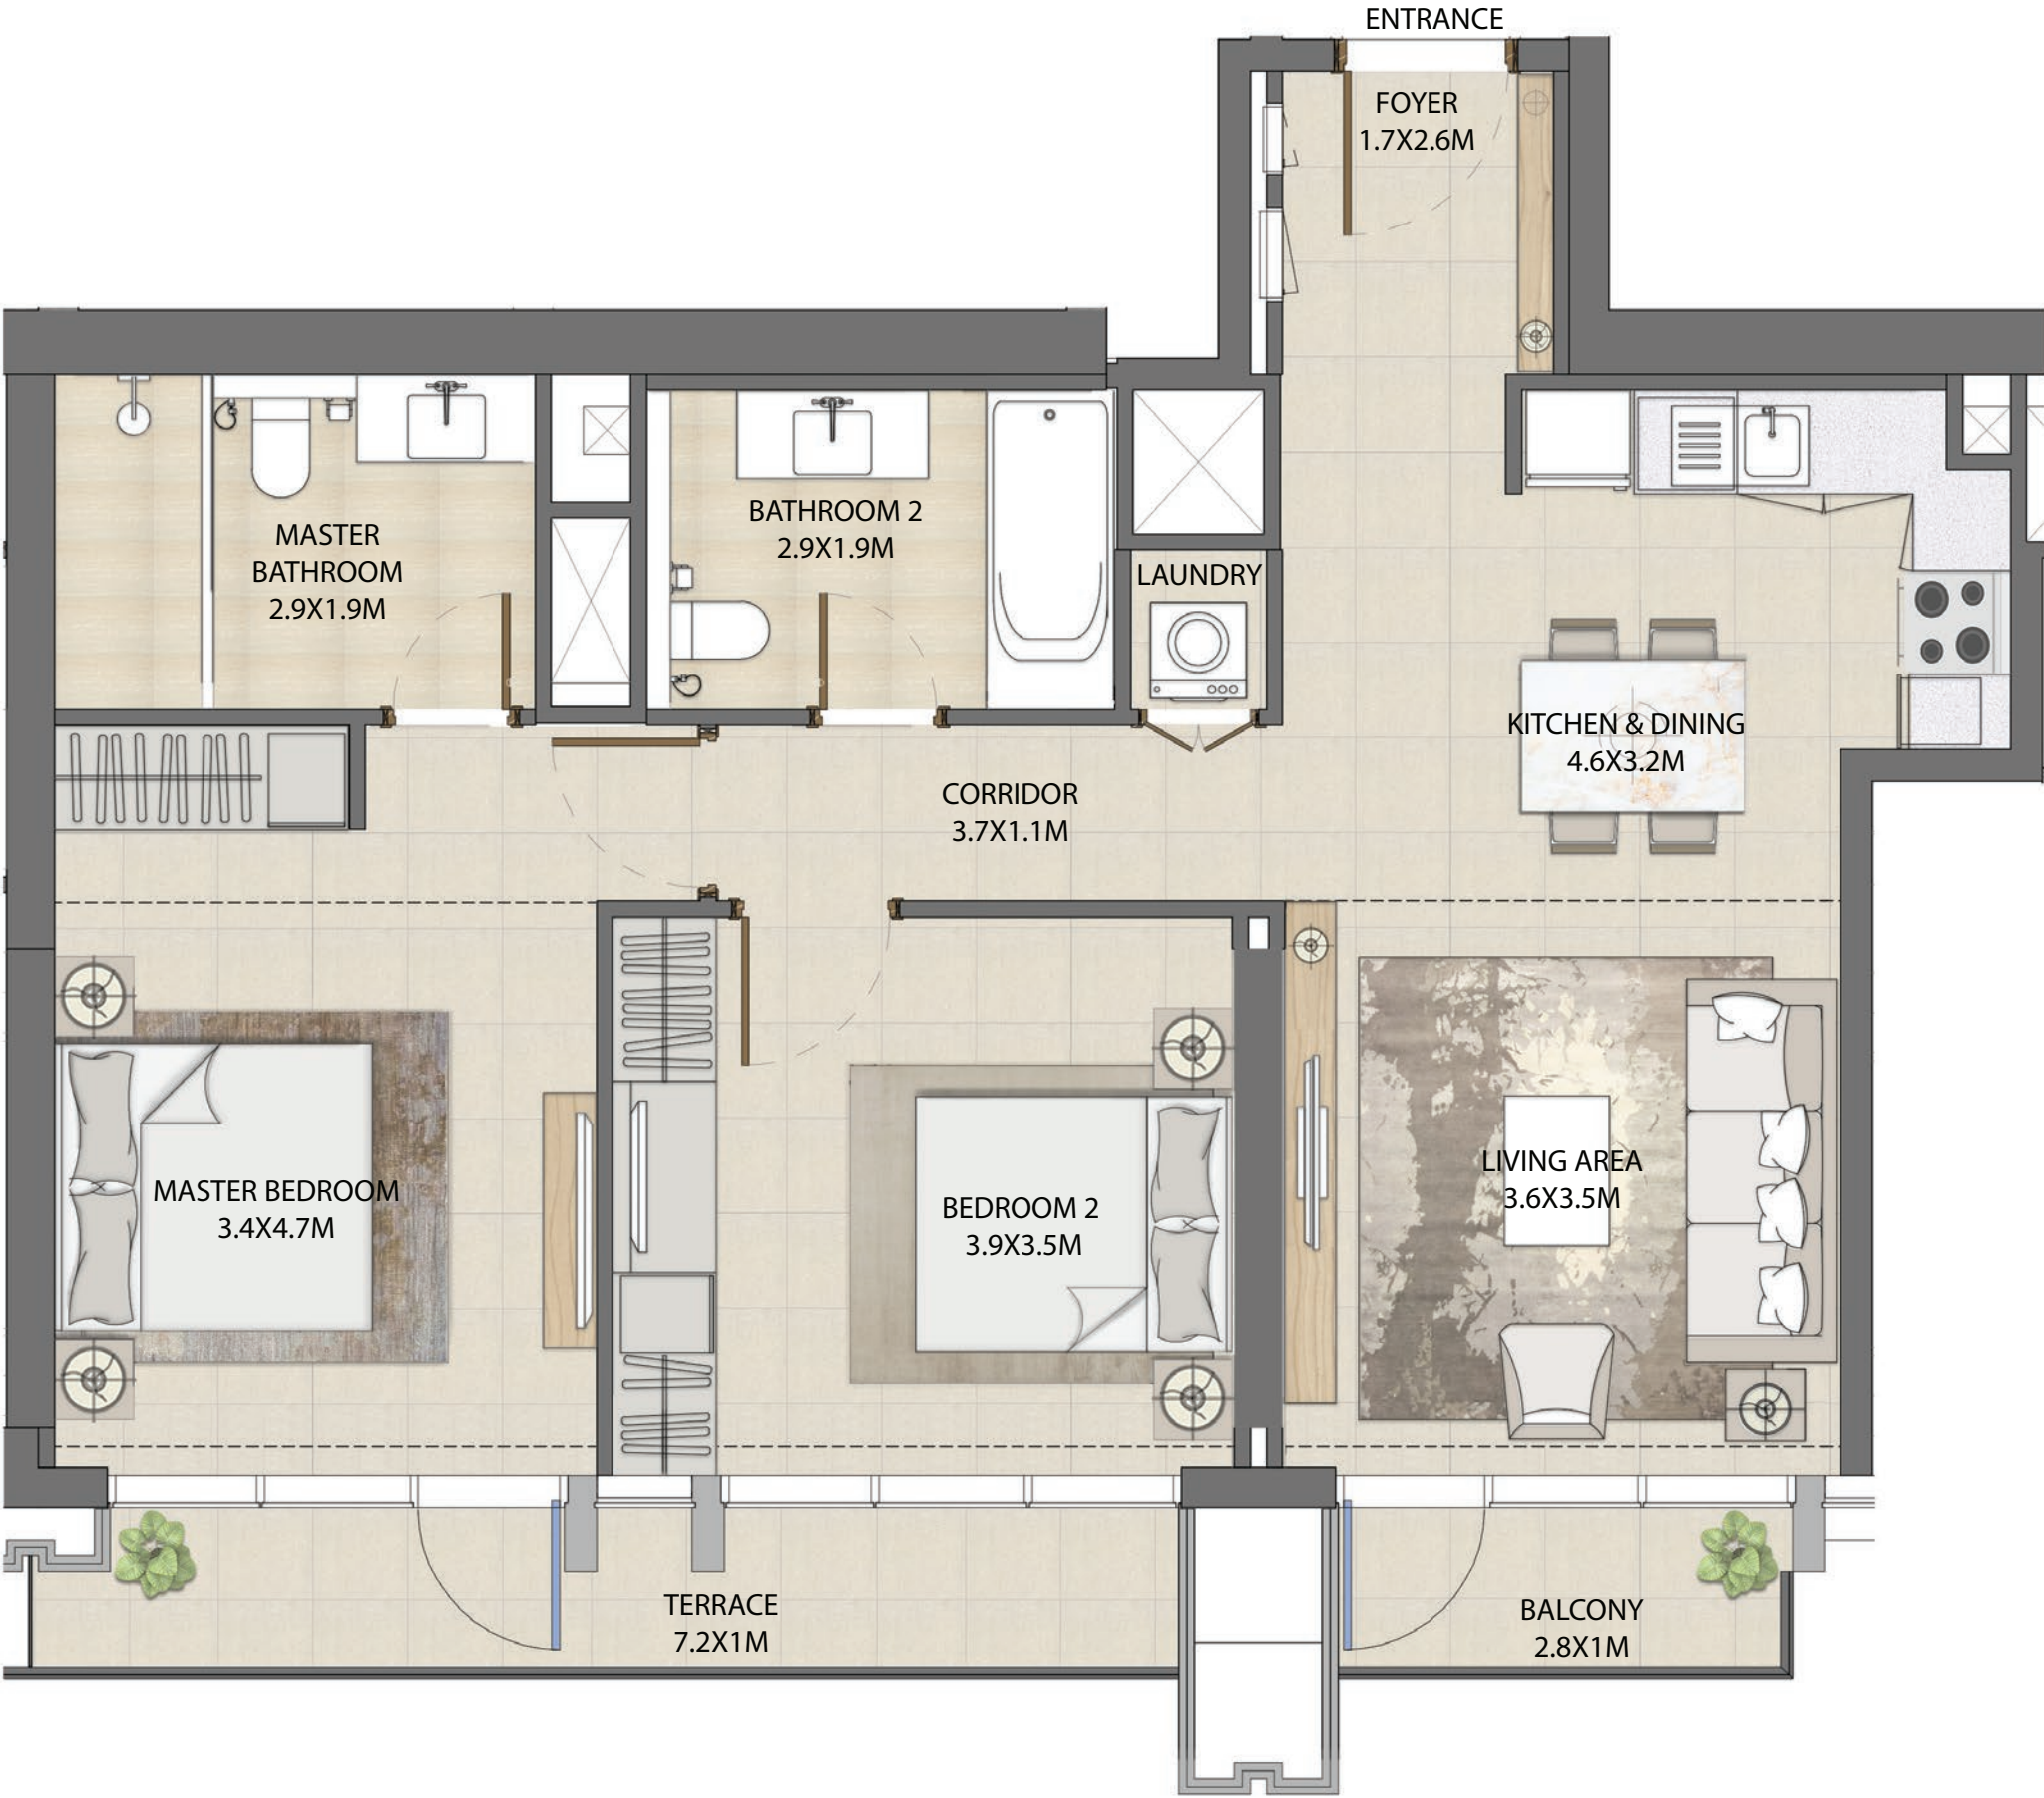 ENTRANCE
FOYER
1.7X2.6M
MASTER
BATHROOM
2.9X1.9M
BATHROOM 2
2.9X1.9M
LAUNDRY
KITCHEN & DINING
4.6X3.2M
CORRIDOR
3.7X1.1M
MASTER BEDROOM
3.4X4.7M
BEDROOM 2
3.9X3.5M
LIVING AREA
3.6X3.5M
TERRACE
7.2X1M
BALCONY
2.8X1M